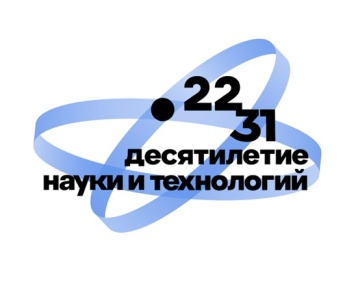 22
31
десятилетие
науки и технологий